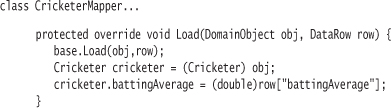 class CricketerMapper...
protected override void Load(DomainObject obj, DataRow row) {
base.Load(obj,row);
Cricketer cricketer = (Cricketer) obj;
cricketer.battingAverage = (double)row["battingAverage"];
}